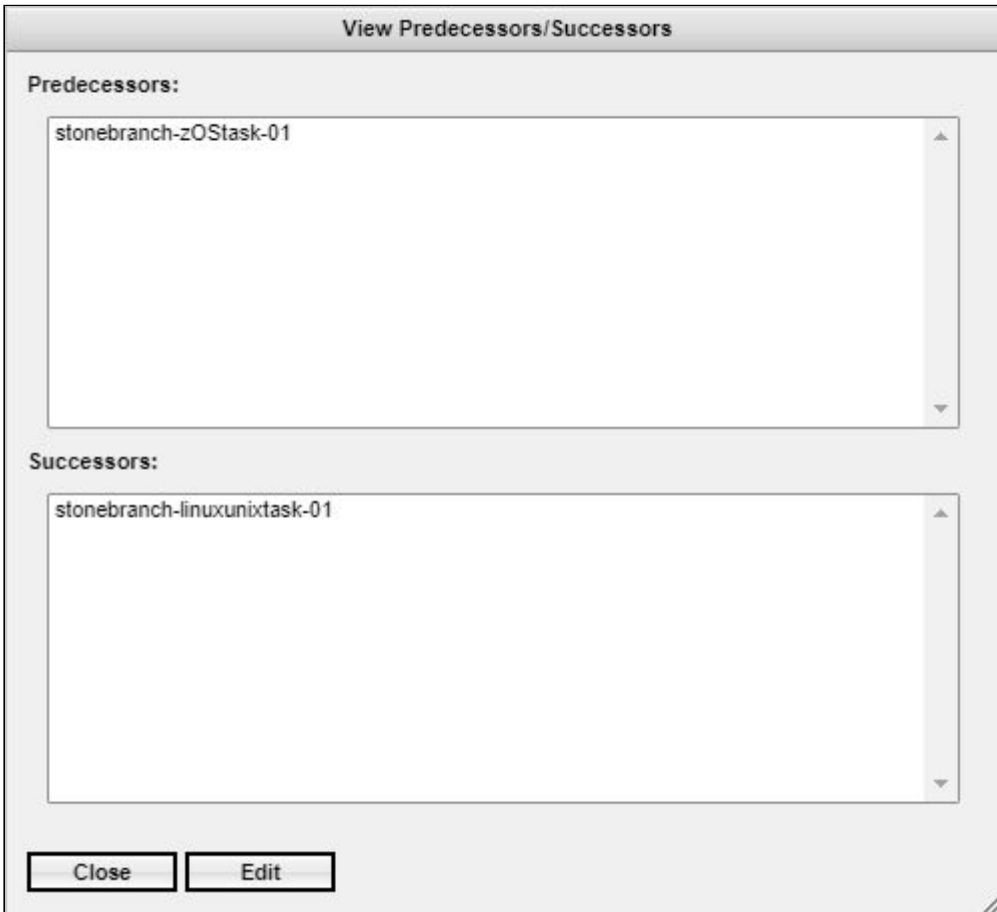 View Predecessors/Successors
Predecessors:
stonebranch-zOStask-01
Successors:
stonebranch-linuxunixtask-01
Close Edit